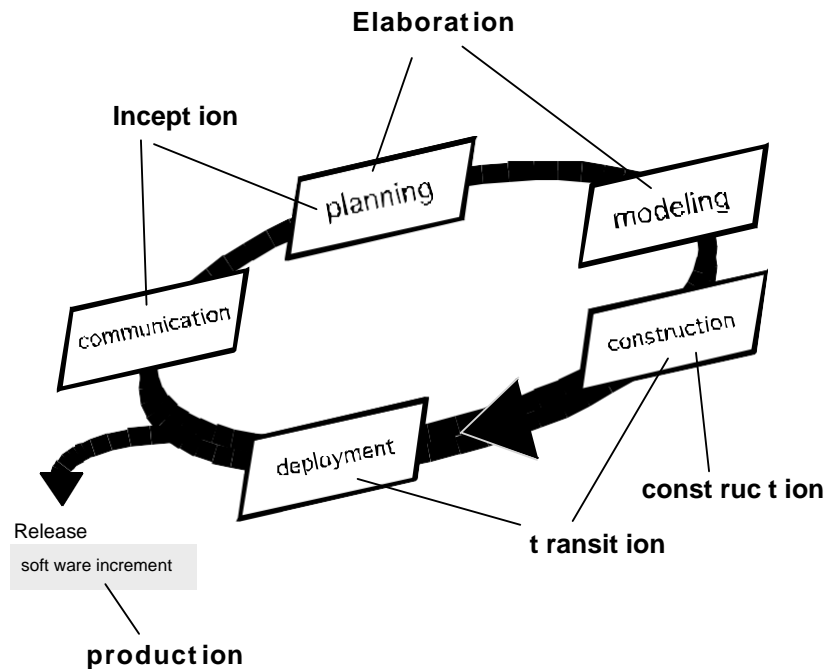 Elaboration
Inception
planning
modeling
communication
construction
deployment
construction
transition
Release
software increment
production